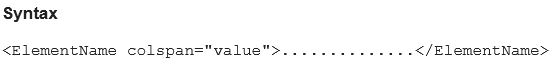 Syntax
<ElementName colspan="value">..............</ElementName>